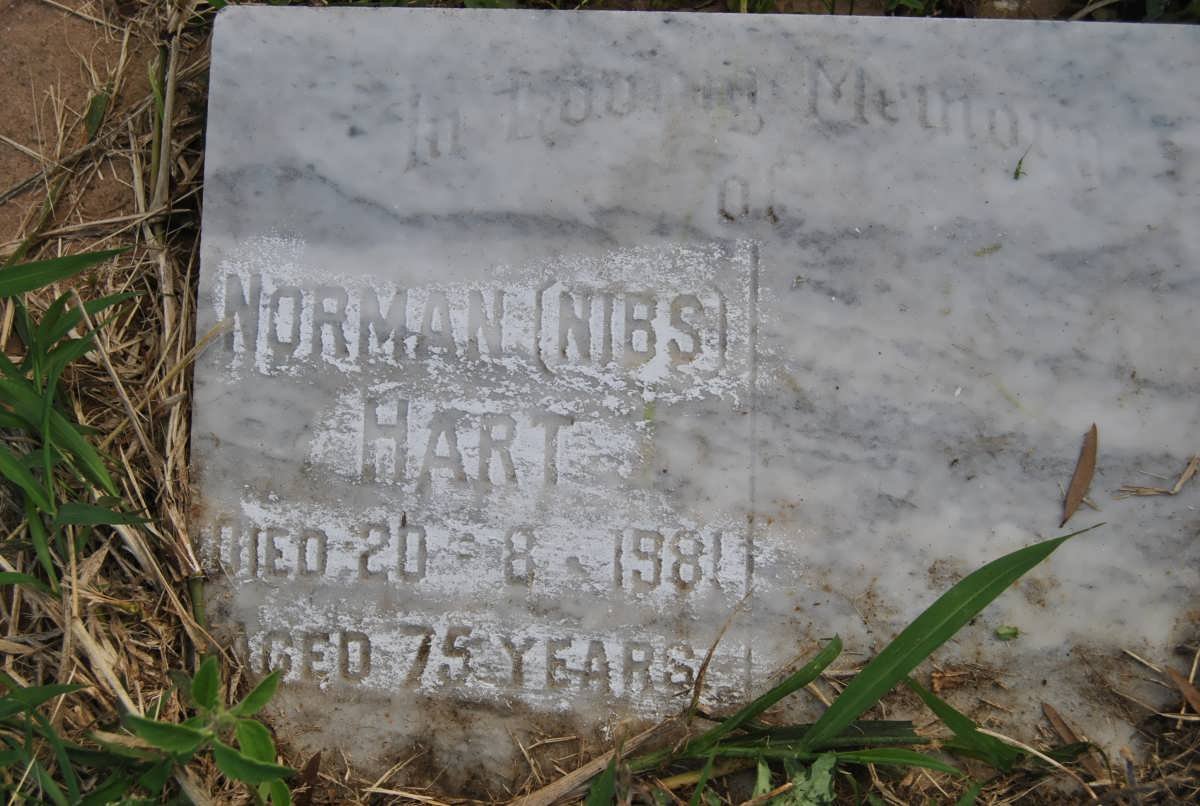 In Loving Memory
of
NORMAN (NIBS)
HART
DIED 20 - 8 - 1981
AGED 75 YEARS